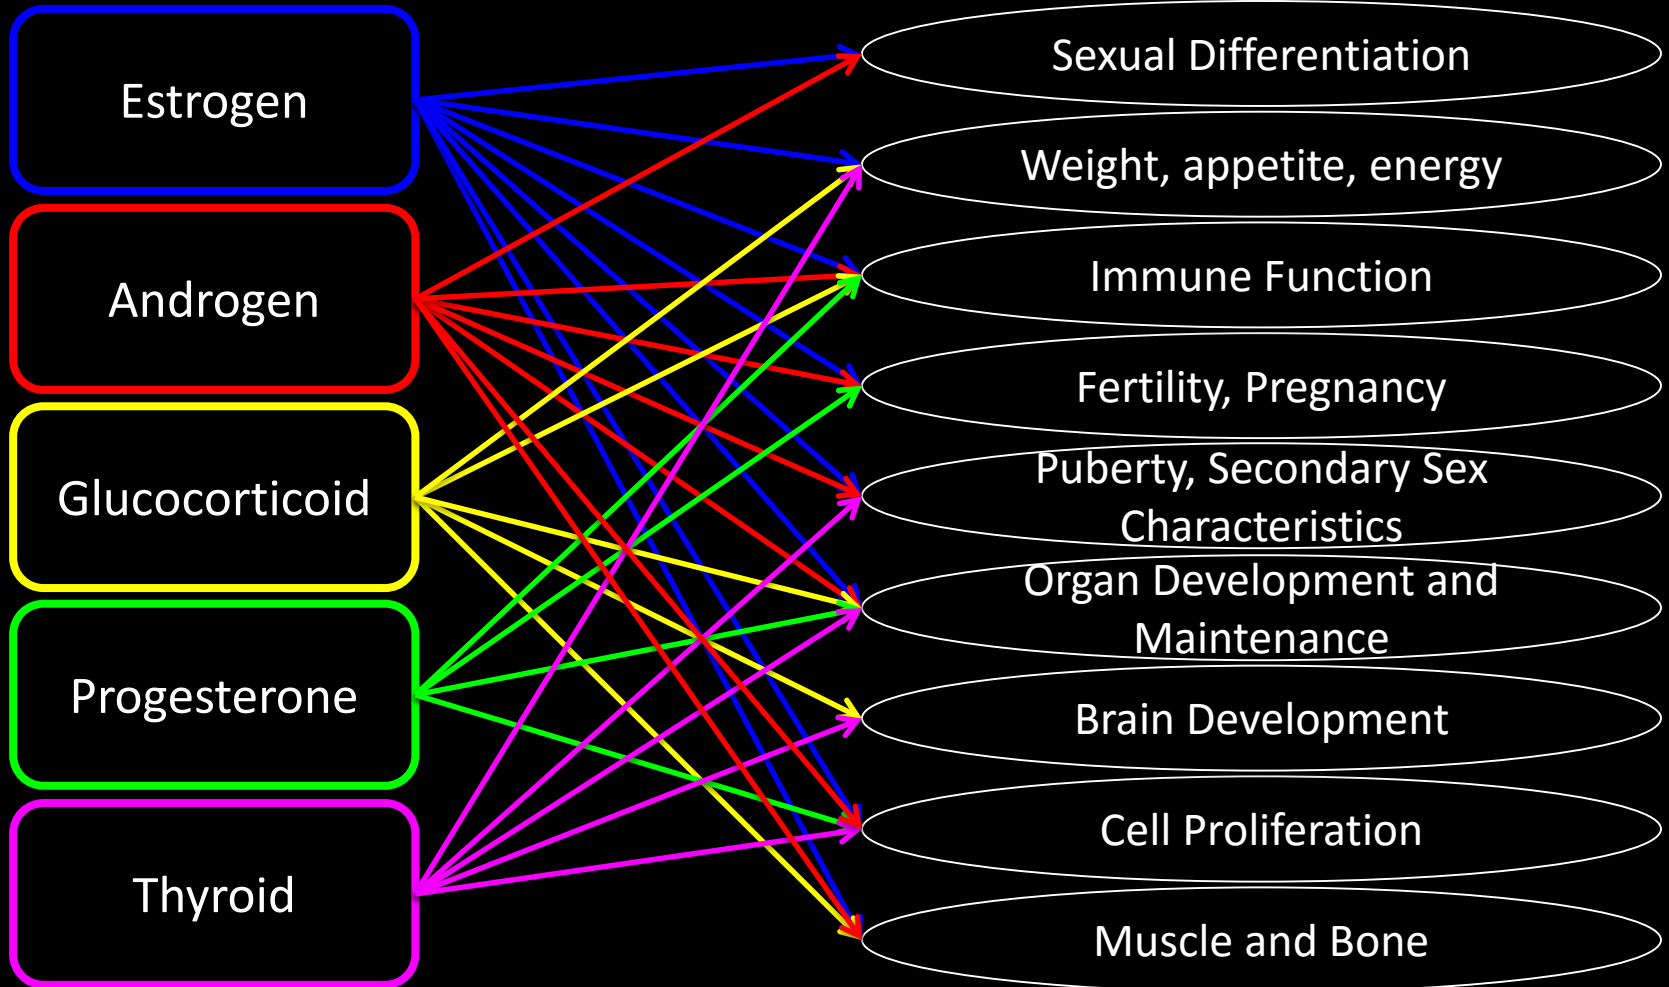 Estrogen
Androgen
Glucocorticoid
Progesterone
Thyroid
Sexual Differentiation
Weight, appetite, energy
Immune Function
Fertility, Pregnancy
Puberty, Secondary Sex
Characteristics
Organ Development and
Maintenance
Brain Development
Cell Proliferation
Muscle and Bone